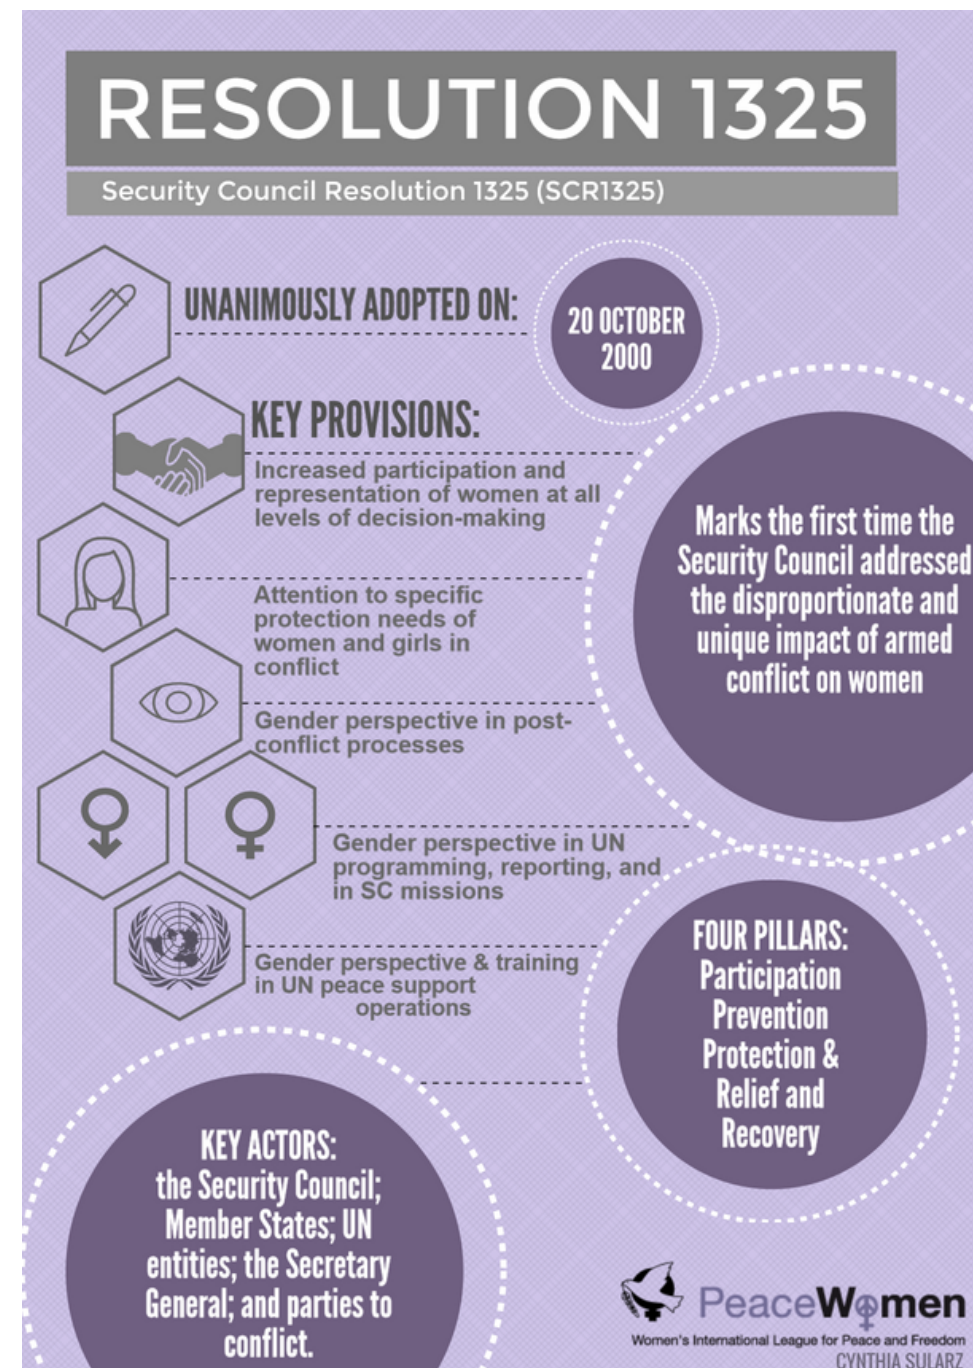 RESOLUTION 1325
Security Council Resolution 1325 (SCR1325)
UNANIMOUSLY ADOPTED ON:
20 OCTOBER
2000
KEY PROVISIONS:
Increased participation and
representation of women at all
levels of decision-making
Attention to specific
protection needs of
women and girls in
conflict
Gender perspective in post-
conflict processes
Gender perspective in UN
programming, reporting, and
in SC missions
Gender perspective & training
in UN peace support
operations
Marks the first time the
Security Council addressed
the disproportionate and
unique impact of armed
conflict on women
FOUR PILLARS:
Participation
Prevention
Protection &
Relief and
Recovery
KEY ACTORS:
the Security Council;
Member States; UN
entities; the Secretary
General; and parties to
conflict.
PeaceWomen
Women's International League for Peace and Freedom
CYNTHIA SULARZ